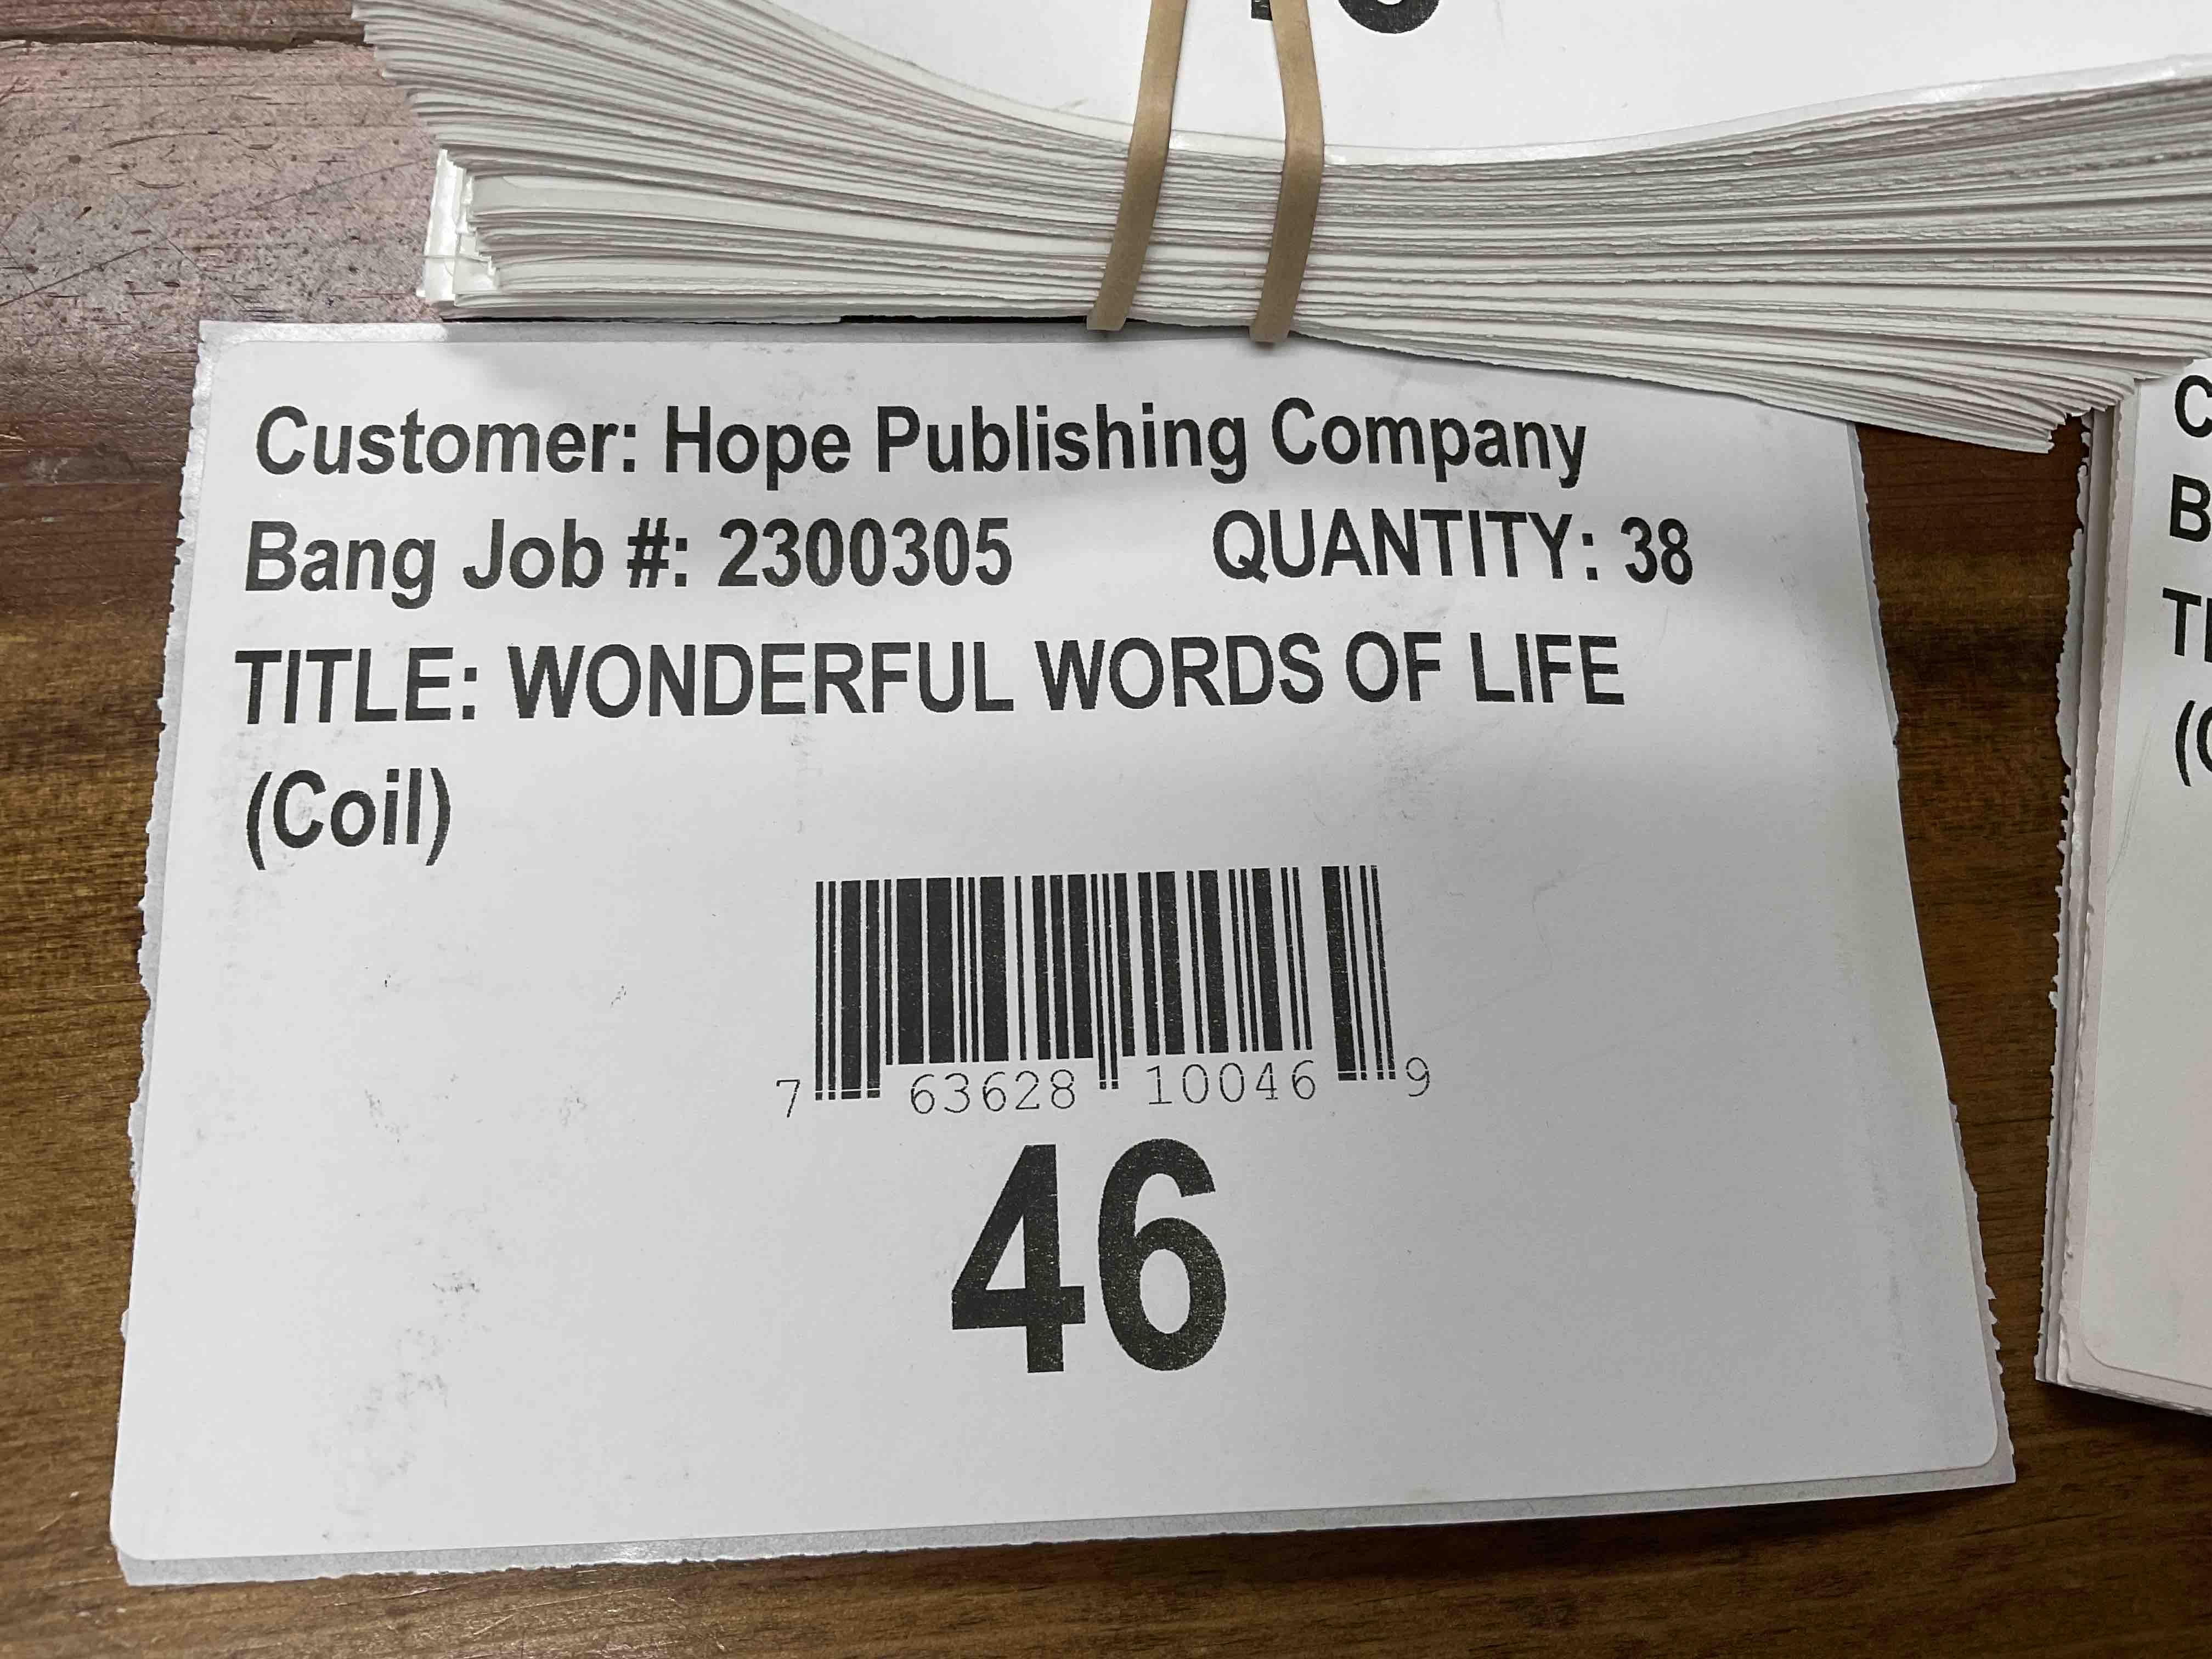 Customer: Hope Publishing Company
Bang Job #: 2300305 QUANTITY: 38
TITLE: WONDERFUL WORDS OF LIFE
(Coil)
7 63628 10046 9
46